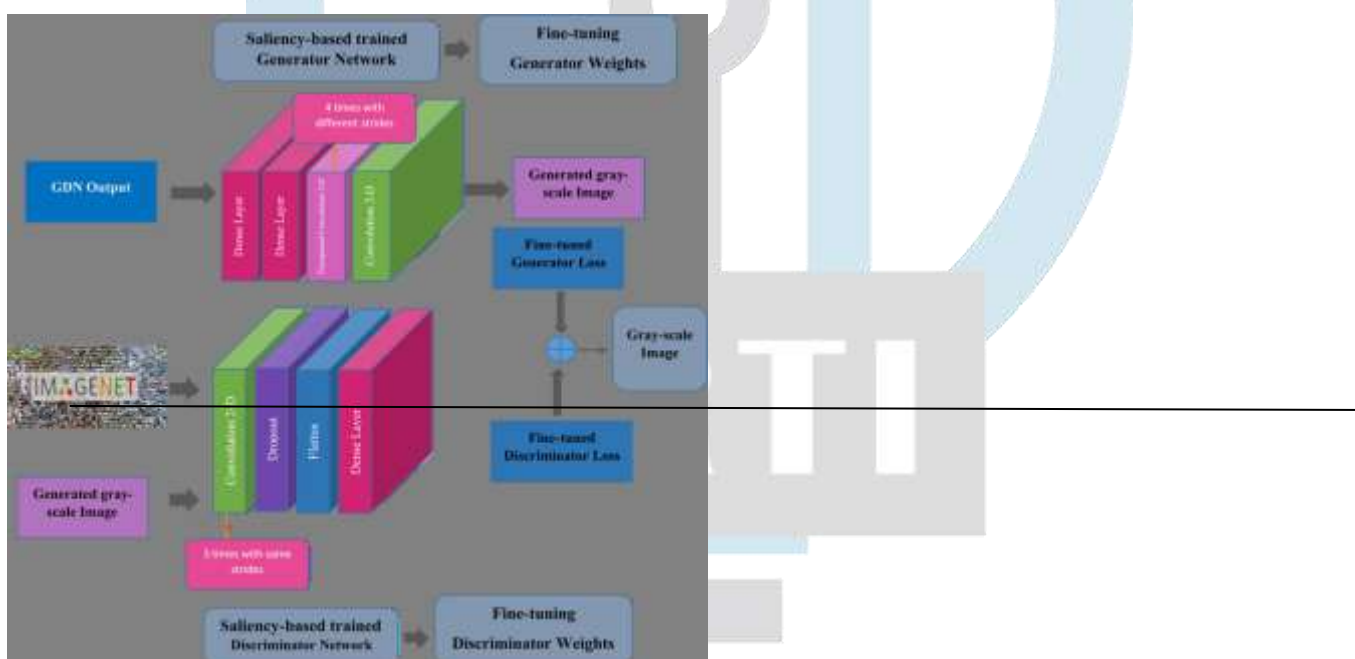 Saliency-based trained
Generator Network
Fine-tuning
Generator Weights
4 times with
different strides
GDN Output
Dense Layer
Dense Layer
Convolution 2-D
Generated gray-
scale Image
Fine-tuned
Generator Loss
Gray-scale
Image
IMAGENET
Convolution 2-D
Dropout
Flatten
Dense Layer
Fine-tuned
Discriminator Loss
Generated gray-
scale Image
times with same
strides
Saliency-based trained
Discriminator Network
Fine-tuning
Discriminator Weights
TI